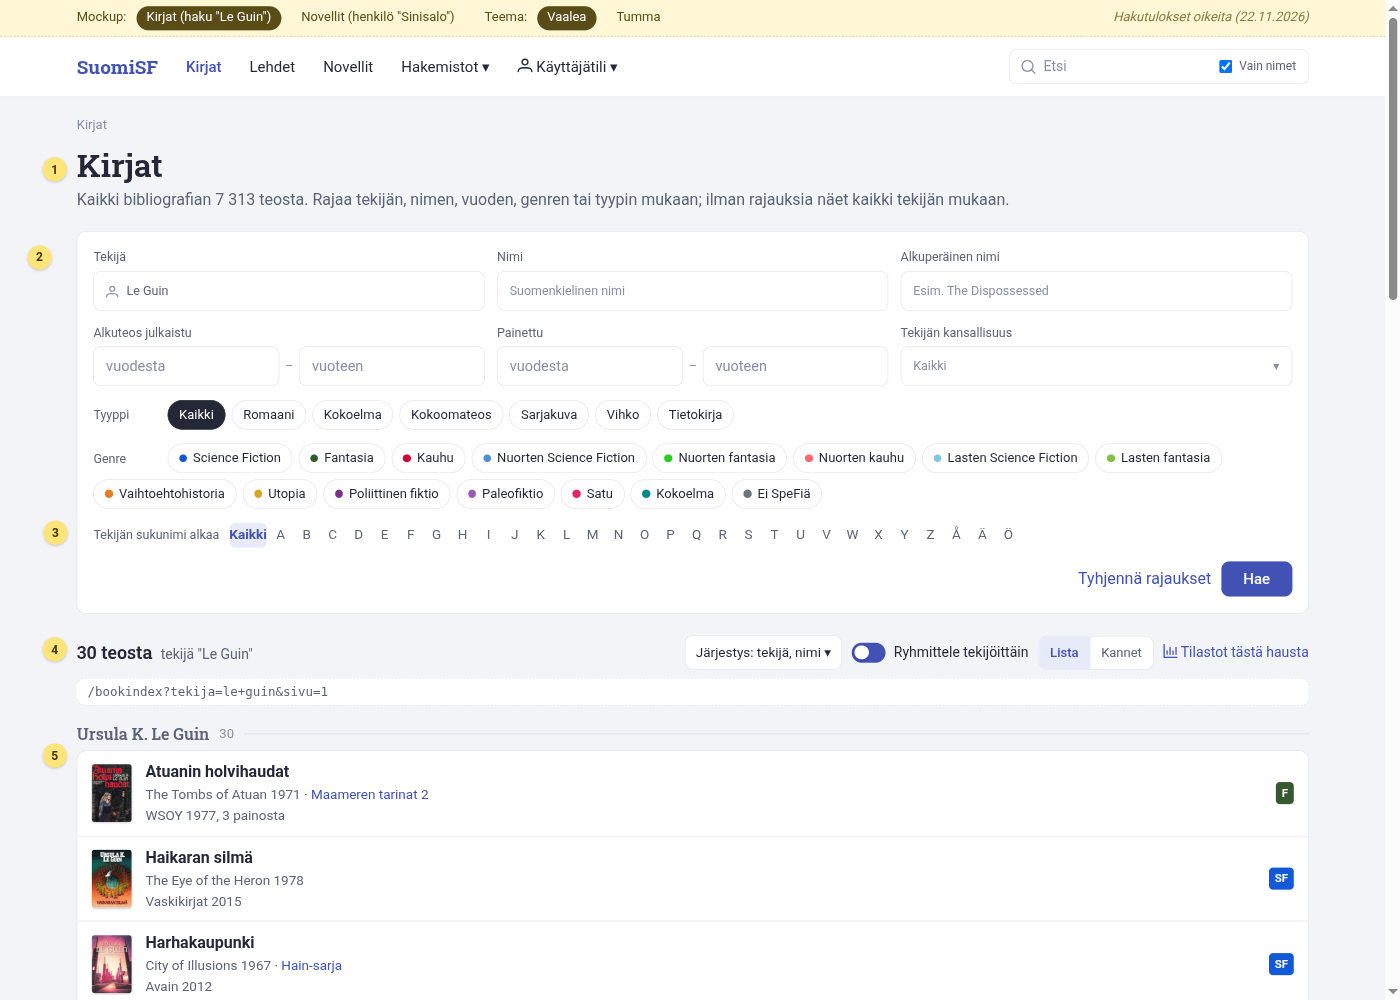 Mockup: Kirjat (haku "Le Guin") Novellit (henkilö "Sinisalo") Teema: Vaalea Tumma Hakutulokset oikeita (22.11.2026)
SuomiSF Kirjat Lehdet Novellit Hakemistot ▾ Käyttäjätili ▾ Etsi Vain nimet
Kirjat
1 Kirjat
Kaikki bibliografian 7 313 teosta. Rajaa tekijän, nimen, vuoden, genren tai tyypin mukaan; ilman rajauksia näet kaikki tekijän mukaan.
2 Tekijä Nimi Alkuperäinen nimi
Le Guin Suomenkielinen nimi Esim. The Dispossessed
Alkuteos julkaistu Painettu Tekijän kansallisuus
vuodesta – vuoteen vuodesta – vuoteen Kaikki ▾
Tyyppi Kaikki Romaani Kokoelma Kokoomateos Sarjakuva Vihko Tietokirja
Genre Science Fiction Fantasia Kauhu Nuorten Science Fiction Nuorten fantasia Nuorten kauhu Lasten Science Fiction Lasten fantasia
Vaihtoehtohistoria Utopia Poliittinen fiktio Paleofiktio Satu Kokoelma Ei SpeFiä
3 Tekijän sukunimi alkaa Kaikki A B C D E F G H I J K L M N O P Q R S T U V W X Y Z Å Ä Ö
Tyhjennä rajaukset Hae
4 30 teosta tekijä "Le Guin" Järjestys: tekijä, nimi ▾ Ryhmittele tekijöittäin Lista Kannet Tilastot tästä hausta
/bookindex?tekija=le+guin&sivu=1
Ursula K. Le Guin 30
5
Atuanin holvihaudat
The Tombs of Atuan 1971 · Maameren tarinat 2 F
WSOY 1977, 3 painosta
Haikaran silmä
The Eye of the Heron 1978 SF
Vaskikirjat 2015
Harhakaupunki
City of Illusions 1967 · Hain-sarja SF
Avain 2012